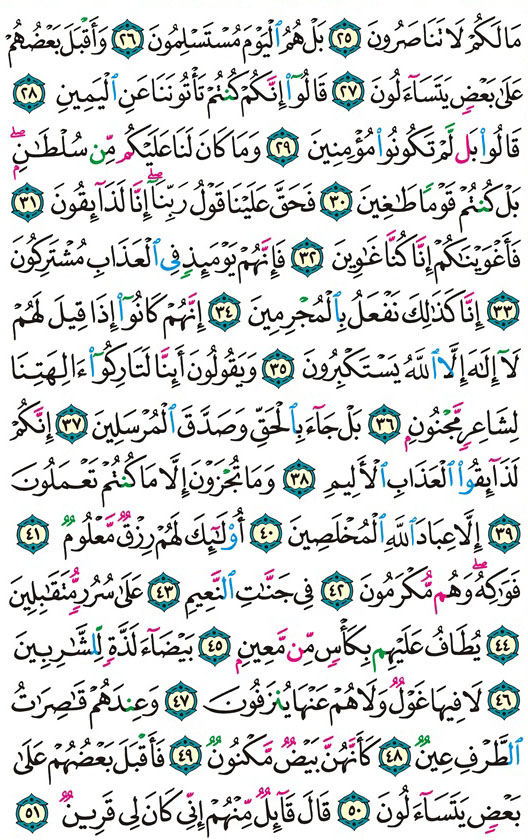 مَا لَكُمْ لَا تَنَاصَرُونَ ٢٥ بَلْ هُمُ ٱلْيَوْمَ مُسْتَسْلِمُونَ ٢٦ وَأَقْبَلَ بَعْضُهُمْ
عَلَىٰ بَعْضٍ يَتَسَآءَلُونَ ٢٧ قَالُوٓا۟ إِنَّكُمْ كُنتُمْ تَأْتُونَنَا عَنِ ٱلْيَمِينِ ٢٨
قَالُوا۟ بَل لَّمْ تَكُونُوا۟ مُؤْمِنِينَ ٢٩ وَمَا كَانَ لَنَا عَلَيْكُم مِّن سُلْطَـٰنٍۭ ۖ
بَلْ كُنتُمْ قَوْمًا طَـٰغِينَ ٣٠ فَحَقَّ عَلَيْنَا قَوْلُ رَبِّنَآ ۖ إِنَّا لَذَآئِقُونَ ٣١
فَأَغْوَيْنَـٰكُمْ إِنَّا كُنَّا غَـٰوِينَ ٣٢ فَإِنَّهُمْ يَوْمَئِذٍ فِى ٱلْعَذَابِ مُشْتَرِكُونَ
٣٣ إِنَّا كَذَٰلِكَ نَفْعَلُ بِٱلْمُجْرِمِينَ ٣٤ إِنَّهُمْ كَانُوٓا۟ إِذَا قِيلَ لَهُمْ
لَآ إِلَـٰهَ إِلَّا ٱللَّهُ يَسْتَكْبِرُونَ ٣٥ وَيَقُولُونَ أَئِنَّا لَتَارِكُوٓا۟ ءَالِهَتِنَا
لِشَاعِرٍ مَّجْنُونٍۭ ٣٦ بَلْ جَآءَ بِٱلْحَقِّ وَصَدَّقَ ٱلْمُرْسَلِينَ ٣٧ إِنَّكُمْ
لَذَآئِقُوا۟ ٱلْعَذَابِ ٱلْأَلِيمِ ٣٨ وَمَا تُجْزَوْنَ إِلَّا مَا كُنتُمْ تَعْمَلُونَ
٣٩ إِلَّا عِبَادَ ٱللَّهِ ٱلْمُخْلَصِينَ ٤٠ أُو۟لَـٰٓئِكَ لَهُمْ رِزْقٌ مَّعْلُومٌ ٤١
فَوَٰكِهُ ۖ وَهُم مُّكْرَمُونَ ٤٢ فِى جَنَّـٰتِ ٱلنَّعِيمِ ٤٣ عَلَىٰ سُرُرٍ مُّتَقَـٰبِلِينَ
٤٤ يُطَافُ عَلَيْهِم بِكَأْسٍ مِّن مَّعِينٍۭ ٤٥ بَيْضَآءَ لَذَّةٍ لِّلشَّـٰرِبِينَ
٤٦ لَا فِيهَا غَوْلٌ وَلَا هُمْ عَنْهَا يُنزَفُونَ ٤٧ وَعِندَهُمْ قَـٰصِرَٰتُ
ٱلطَّرْفِ عِينٌ ٤٨ كَأَنَّهُنَّ بَيْضٌ مَّكْنُونٌ ٤٩ فَأَقْبَلَ بَعْضُهُمْ عَلَىٰ
بَعْضٍ يَتَسَآءَلُونَ ٥٠ قَالَ قَآئِلٌ مِّنْهُمْ إِنِّى كَانَ لِى قَرِينٌ ٥١